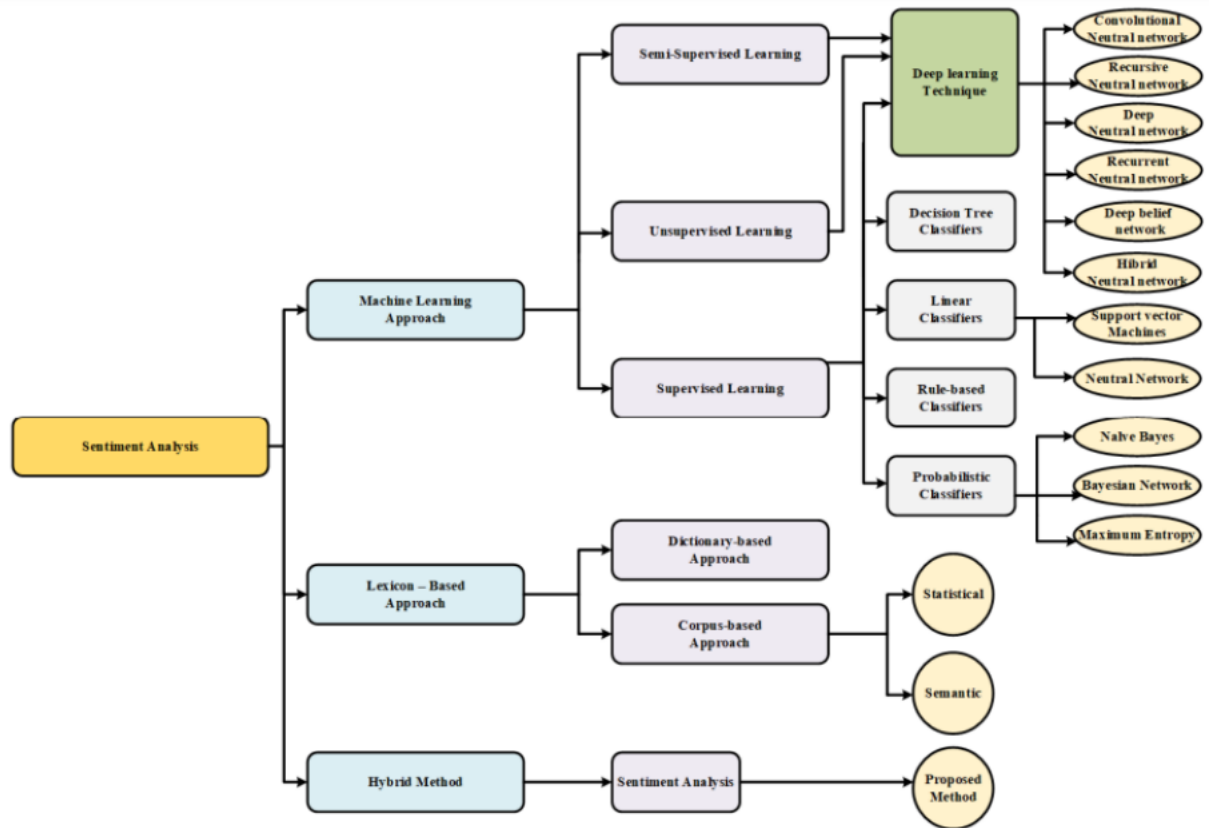 Semi-Supervised Learning
Deep learning
Technique
Convolutional
Neutral network
Recursive
Neutral network
Deep
Neutral network
Recurrent
Neutral network
Deep belief
network
Hibrid
Neutral network
Unsupervised Learning
Decision Tree
Classifiers
Machine Learning
Approach
Linear
Classifiers
Support vector
Machines
Neutral Network
Supervised Learning
Rule-based
Classifiers
Sentiment Analysis
Naive Bayes
Probabilistic
Classifiers
Bayesian Network
Maximum Entropy
Dictionary-based
Approach
Lexicon – Based
Approach
Corpus-based
Approach
Statistical
Semantic
Hybrid Method
Sentiment Analysis
Proposed
Method